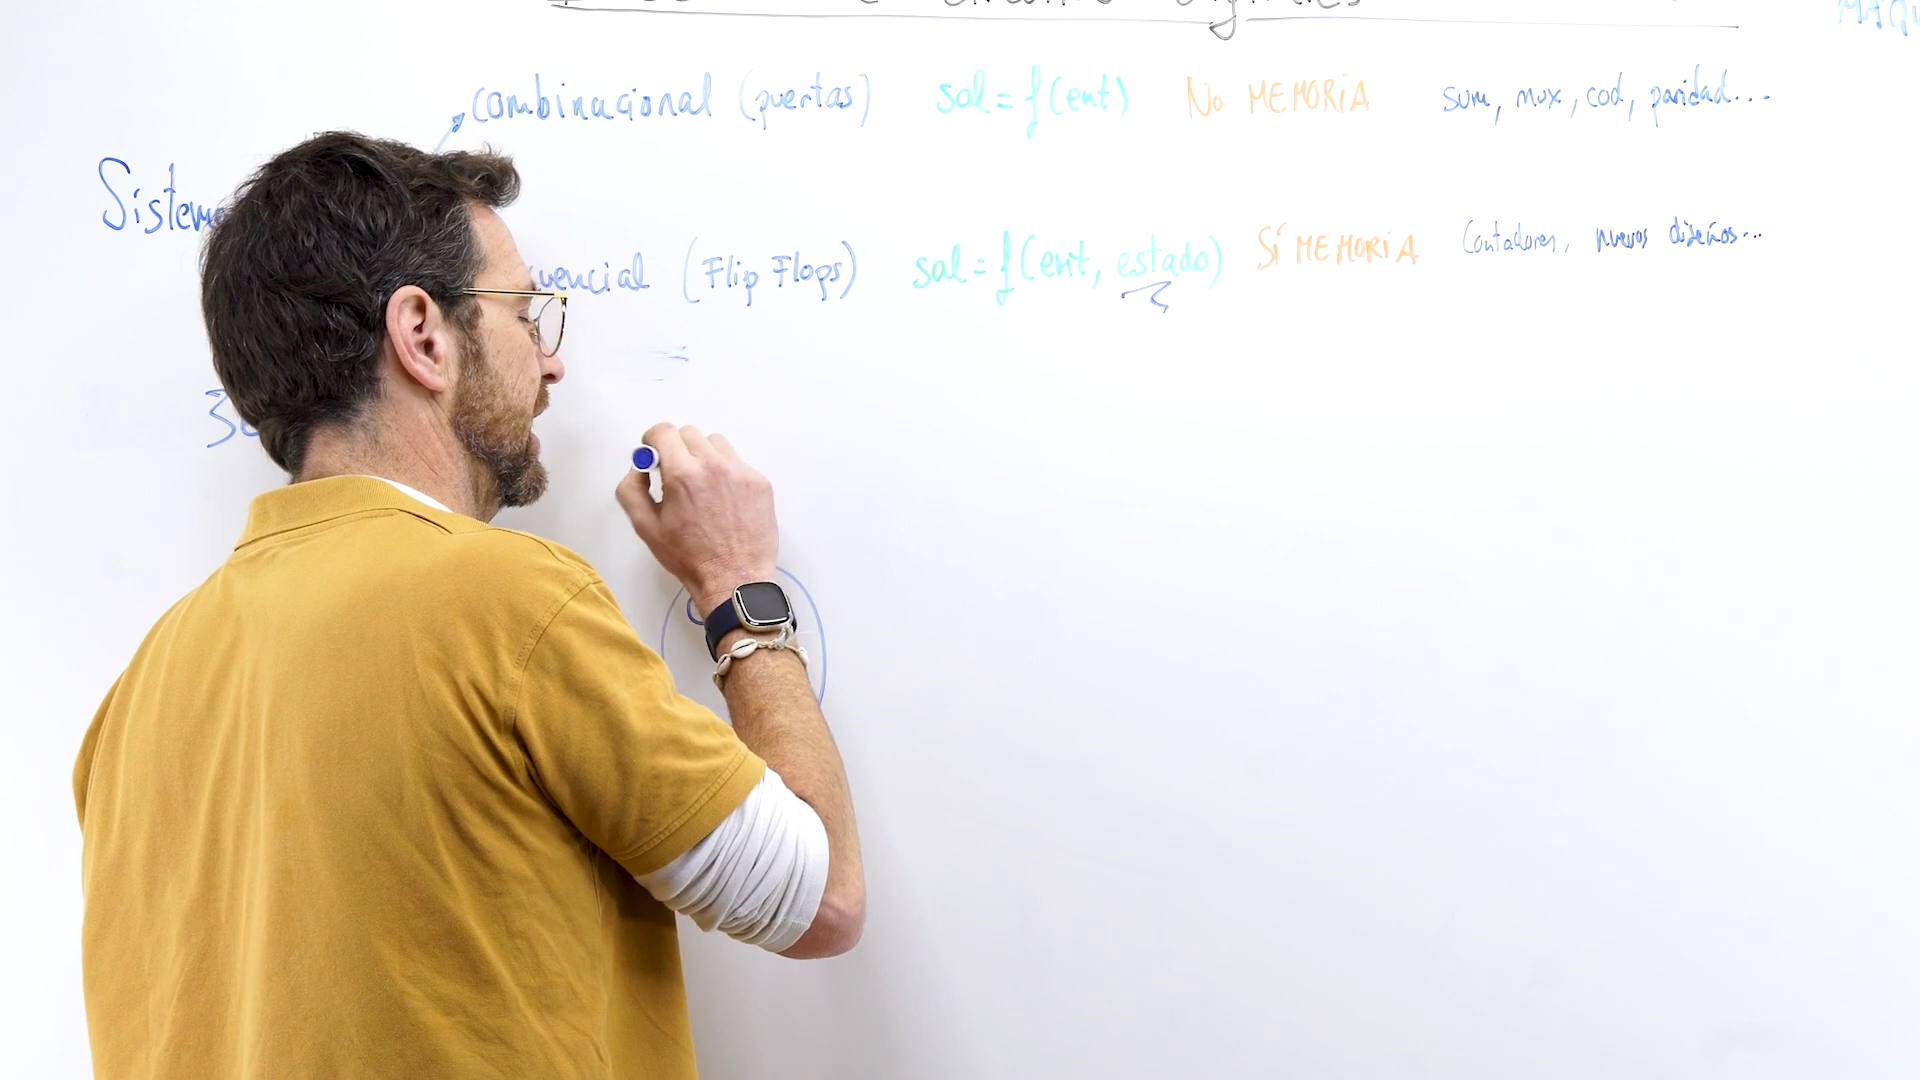 combinacional (puertas) sal = f(ent) No MEMORIA sum, mux, cod, paridad...
Sistem
uencial (Flip Flops) sal = f(ent, estado) SÍ MEMORIA Contadores, nuevos diseños...